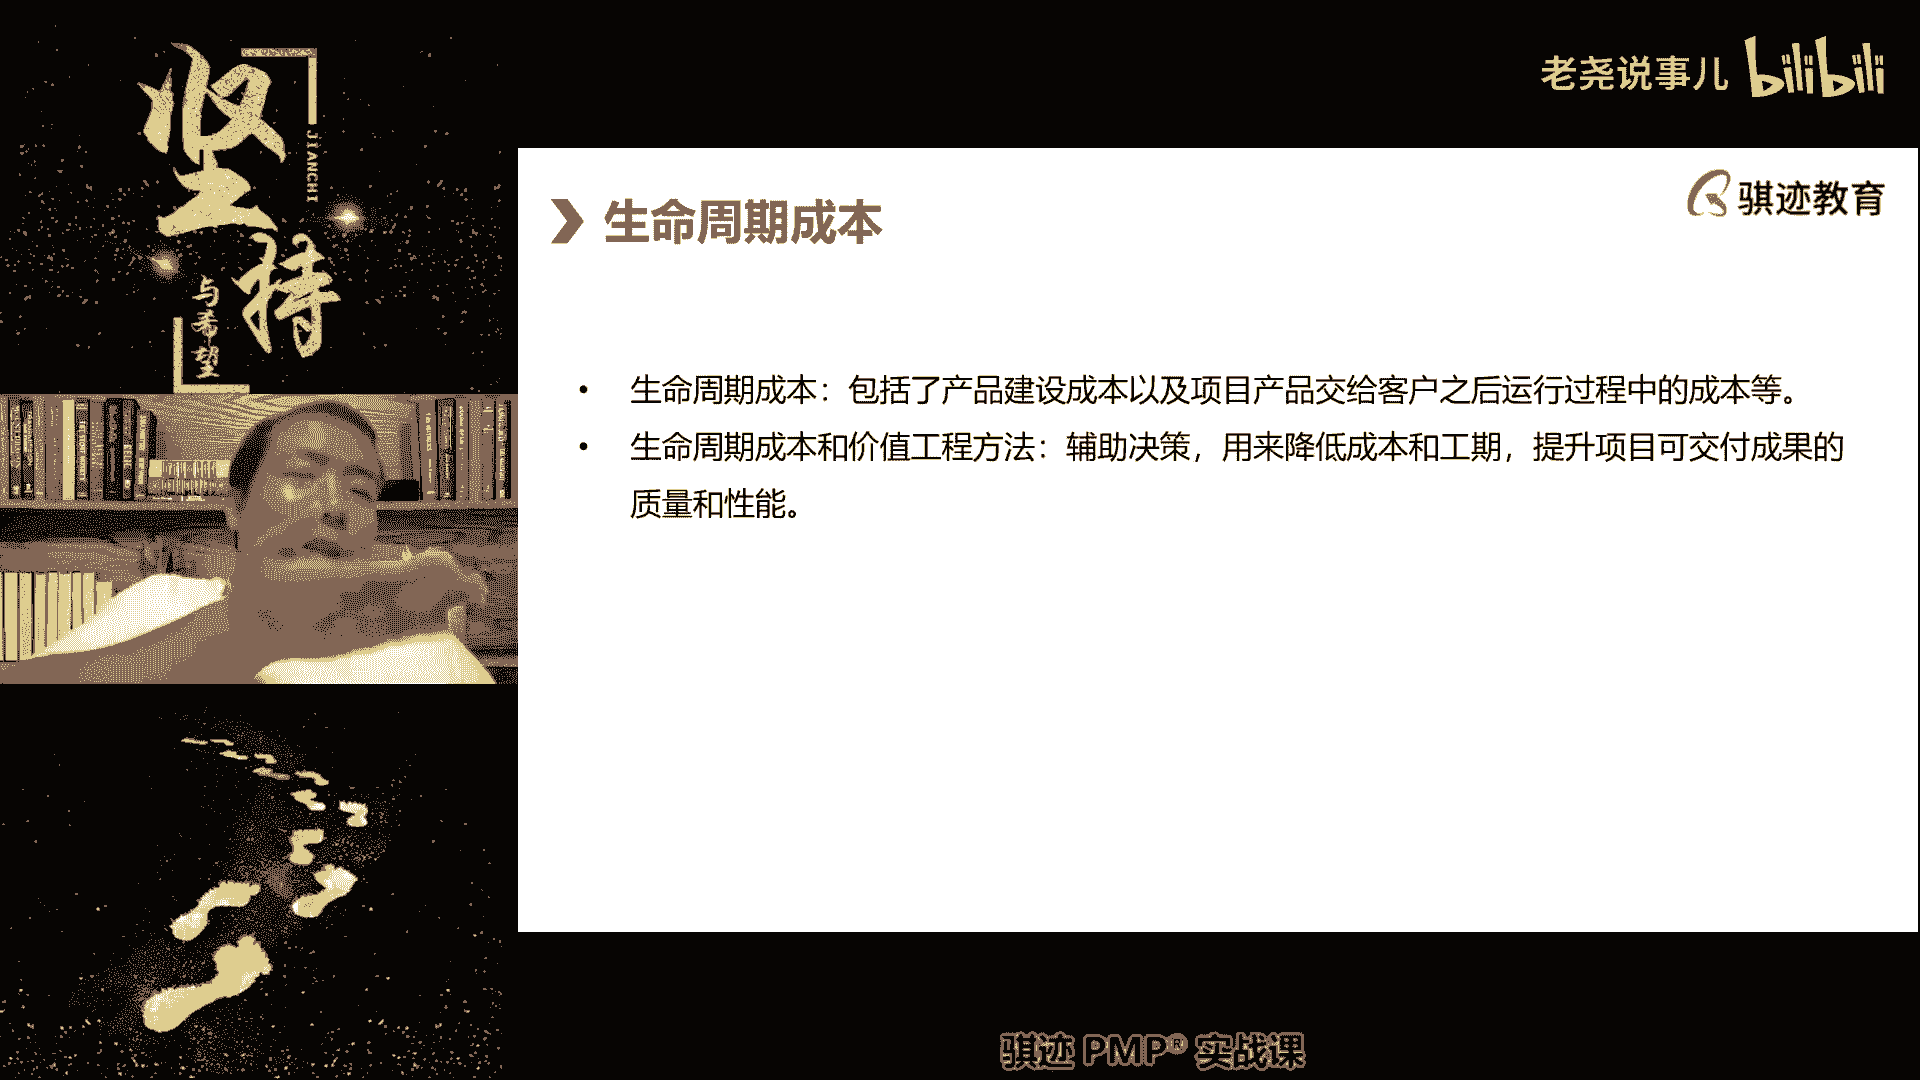 坚持
JIANCHI
与希望
老尧说事儿 bilibili
骐迹教育
生命周期成本
• 生命周期成本：包括了产品建设成本以及项目产品交给客户之后运行过程中的成本等。
• 生命周期成本和价值工程方法：辅助决策，用来降低成本和工期，提升项目可交付成果的
质量和性能。
骐迹 PMP® 实战课